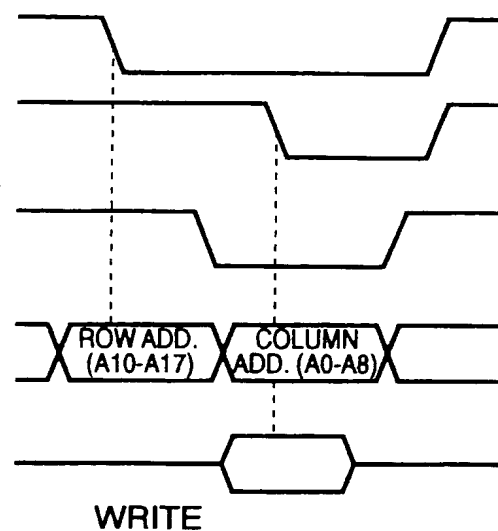 ROW ADD.
(A10-A17)
COLUMN
ADD. (A0-A8)
WRITE